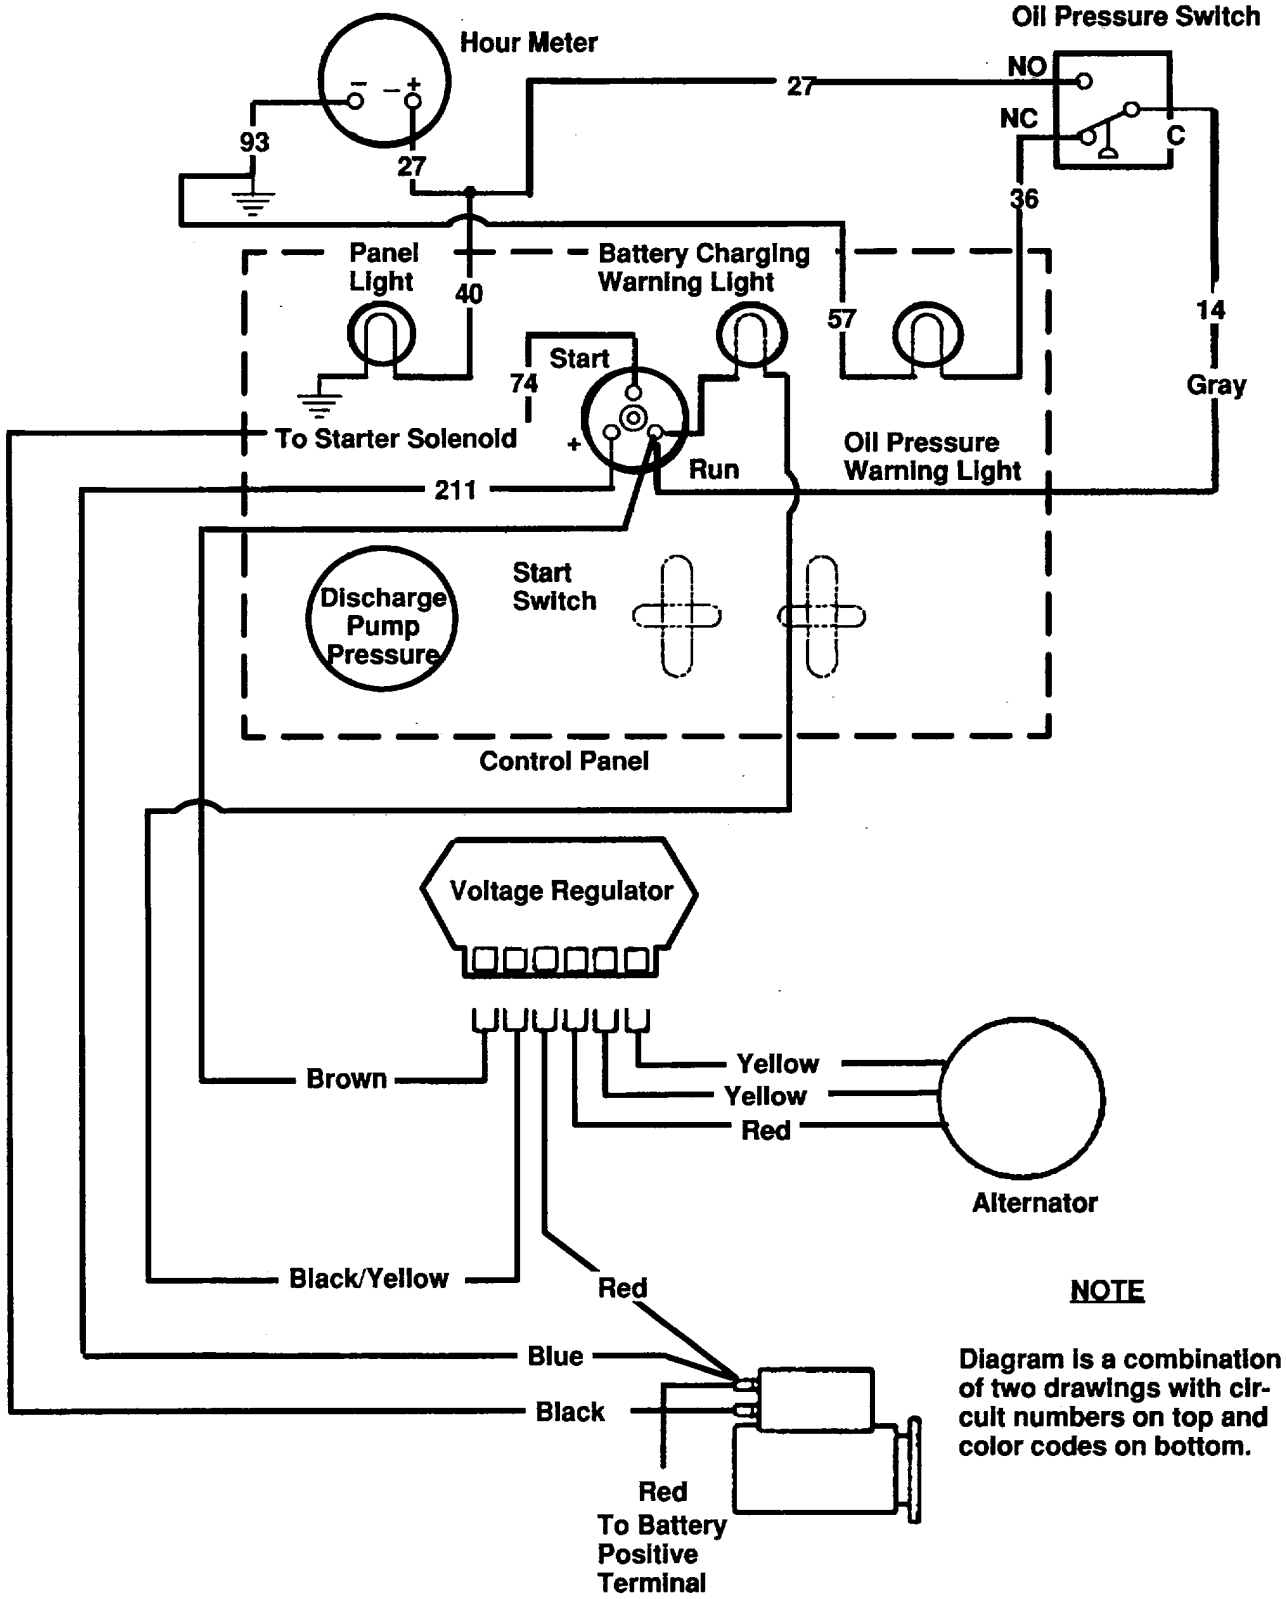 Oil Pressure Switch
Hour Meter
− − +
NO
27
NC
C
93
27
36
Panel
Light
Battery Charging
Warning Light
40
57
14
Start
74
Gray
To Starter Solenoid
+
Run
Oil Pressure
Warning Light
211
Start
Switch
Discharge
Pump
Pressure
Control Panel
Voltage Regulator
Yellow
Brown
Yellow
Red
Alternator
Black/Yellow
Red
NOTE
Blue
Diagram is a combination
of two drawings with cir-
cuit numbers on top and
color codes on bottom.
Black
Red
To Battery
Positive
Terminal